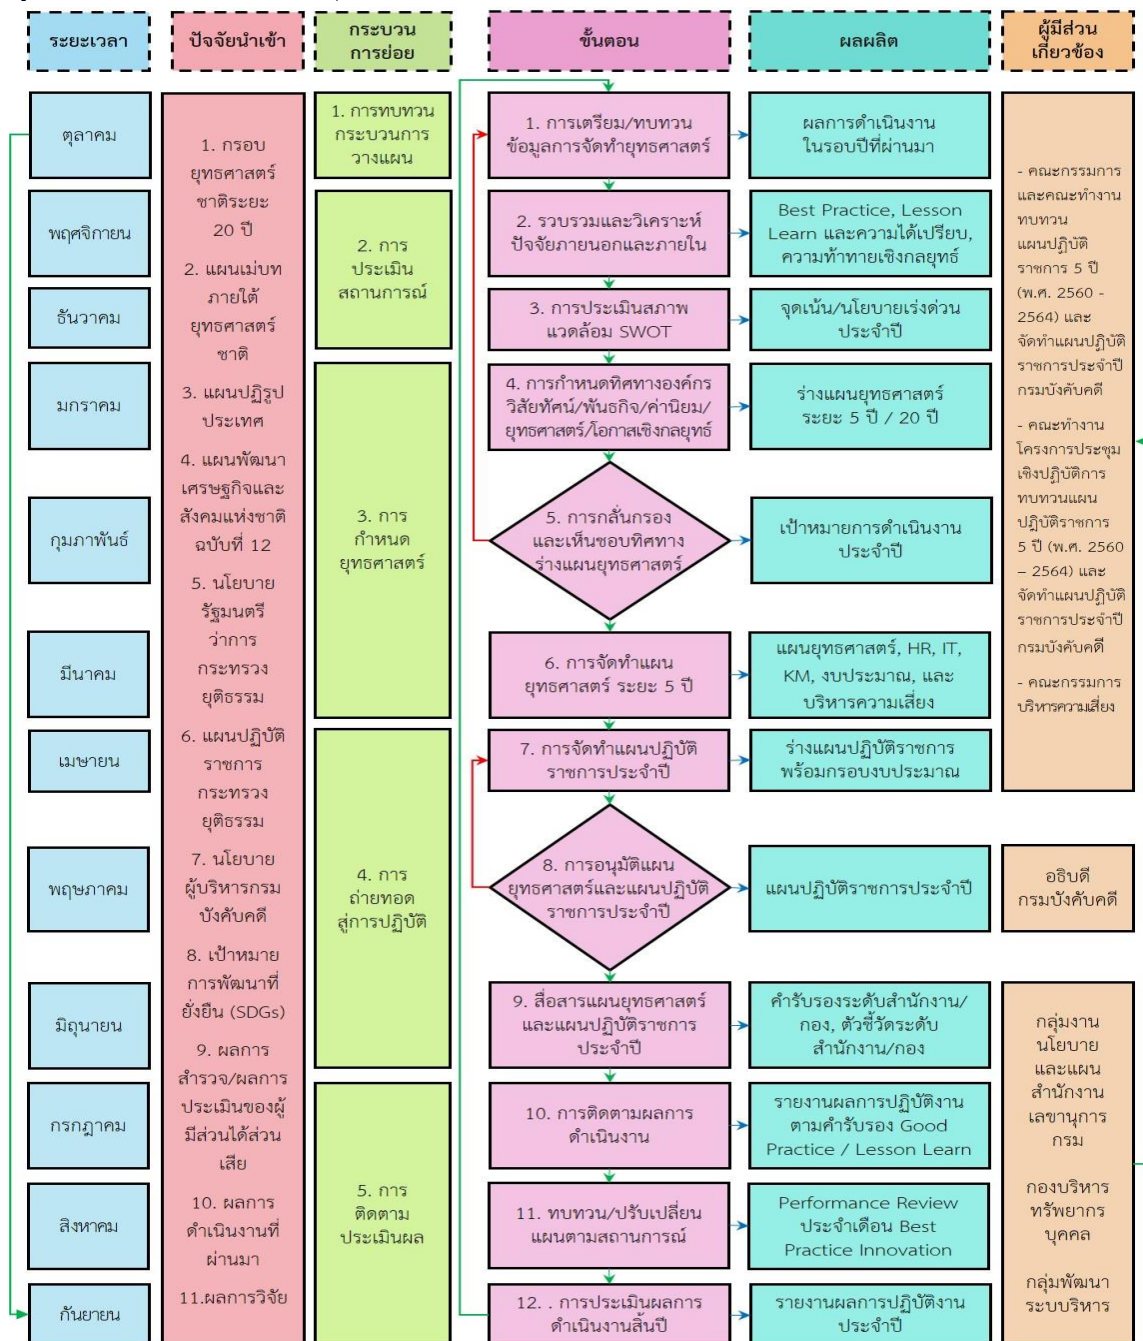 ระยะเวลา
ปัจจัยนำเข้า
กระบวน
การย่อย
ขั้นตอน
ผลผลิต
ผู้มีส่วน
เกี่ยวข้อง
ตุลาคม
พฤศจิกายน
ธันวาคม
มกราคม
กุมภาพันธ์
มีนาคม
เมษายน
พฤษภาคม
มิถุนายน
กรกฎาคม
สิงหาคม
กันยายน
1. กรอบ
ยุทธศาสตร์
ชาติระยะ
20 ปี
2. แผนเม่บท
ภายใต้
ยุทธศาสตร์
ชาติ
3. แผนปฏิรูป
ประเทศ
4. แผนพัฒนา
เศรษฐกิจและ
สังคมแห่งชาติ
ฉบับที่ 12
5. นโยบาย
รัฐมนตรี
ว่าการ
กระทรวง
ยุติธรรม
6. แผนปฏิบัติ
ราชการ
กระทรวง
ยุติธรรม
7. นโยบาย
ผู้บริหารกรม
บังคับคดี
8. เป้าหมาย
การพัฒนาที่
ยั่งยืน (SDGs)
9. ผลการ
สำรวจ/ผลการ
ประเมินของผู้
มีส่วนได้ส่วน
เสีย
10. ผลการ
ดำเนินงานที่
ผ่านมา
11.ผลการวิจัย
1. การทบทวน
กระบวนการ
วางแผน
2. การ
ประเมิน
สถานการณ์
3. การ
กำหนด
ยุทธศาสตร์
4. การ
ถ่ายทอด
สู่การปฏิบัติ
5. การ
ติดตาม
ประเมินผล
1. การเตรียม/ทบทวน
ข้อมูลการจัดทำยุทธศาสตร์
2. รวบรวมและวิเคราะห์
ปัจจัยภายนอกและภายใน
3. การประเมินสภาพ
แวดล้อม SWOT
4. การกำหนดทิศทางองค์กร
วิสัยทัศน์/พันธกิจ/ค่านิยม/
ยุทธศาสตร์/โอกาสเชิงกลยุทธ์
5. การกลั่นกรอง
และเห็นชอบทิศทาง
ร่างแผนยุทธศาสตร์
6. การจัดทำแผน
ยุทธศาสตร์ ระยะ 5 ปี
7. การจัดทำแผนปฏิบัติ
ราชการประจำปี
8. การอนุมัติแผน
ยุทธศาสตร์และแผนปฏิบัติ
ราชการประจำปี
9. สื่อสารแผนยุทธศาสตร์
และแผนปฏิบัติราชการ
ประจำปี
10. การติดตามผลการ
ดำเนินงาน
11. ทบทวน/ปรับเปลี่ยน
แผนตามสถานการณ์
12. . การประเมินผลการ
ดำเนินงานสิ้นปี
ผลการดำเนินงาน
ในรอบปีที่ผ่านมา
Best Practice, Lesson
Learn และความได้เปรียบ,
ความท้าทายเชิงกลยุทธ์
จุดเน้น/นโยบายเร่งด่วน
ประจำปี
ร่างแผนยุทธศาสตร์
ระยะ 5 ปี / 20 ปี
เป้าหมายการดำเนินงาน
ประจำปี
แผนยุทธศาสตร์, HR, IT,
KM, งบประมาณ, และ
บริหารความเสี่ยง
ร่างแผนปฏิบัติราชการ
พร้อมกรอบงบประมาณ
แผนปฏิบัติราชการประจำปี
คำรับรองระดับสำนักงาน/
กอง, ตัวชี้วัดระดับ
สำนักงาน/กอง
รายงานผลการปฏิบัติงาน
ตามคำรับรอง Good
Practice / Lesson Learn
Performance Review
ประจำเดือน Best
Practice Innovation
รายงานผลการปฏิบัติงาน
ประจำปี
- คณะกรรมการ
และคณะทำงาน
ทบทวน
แผนปฏิบัติ
ราชการ 5 ปี
(พ.ศ. 2560 -
2564) และ
จัดทำแผนปฏิบัติ
ราชการประจำปี
กรมบังคับคดี
- คณะทำงาน
โครงการประชุม
เชิงปฏิบัติการ
ทบทวนแผน
ปฏิบัติราชการ
5 ปี (พ.ศ. 2560
– 2564) และ
จัดทำแผนปฏิบัติ
ราชการประจำปี
กรมบังคับคดี
- คณะกรรมการ
บริหารความเสี่ยง
อธิบดี
กรมบังคับคดี
กลุ่มงาน
นโยบาย
และแผน
สำนักงาน
เลขานุการ
กรม
กองบริหาร
ทรัพยากร
บุคคล
กลุ่มพัฒนา
ระบบบริหาร